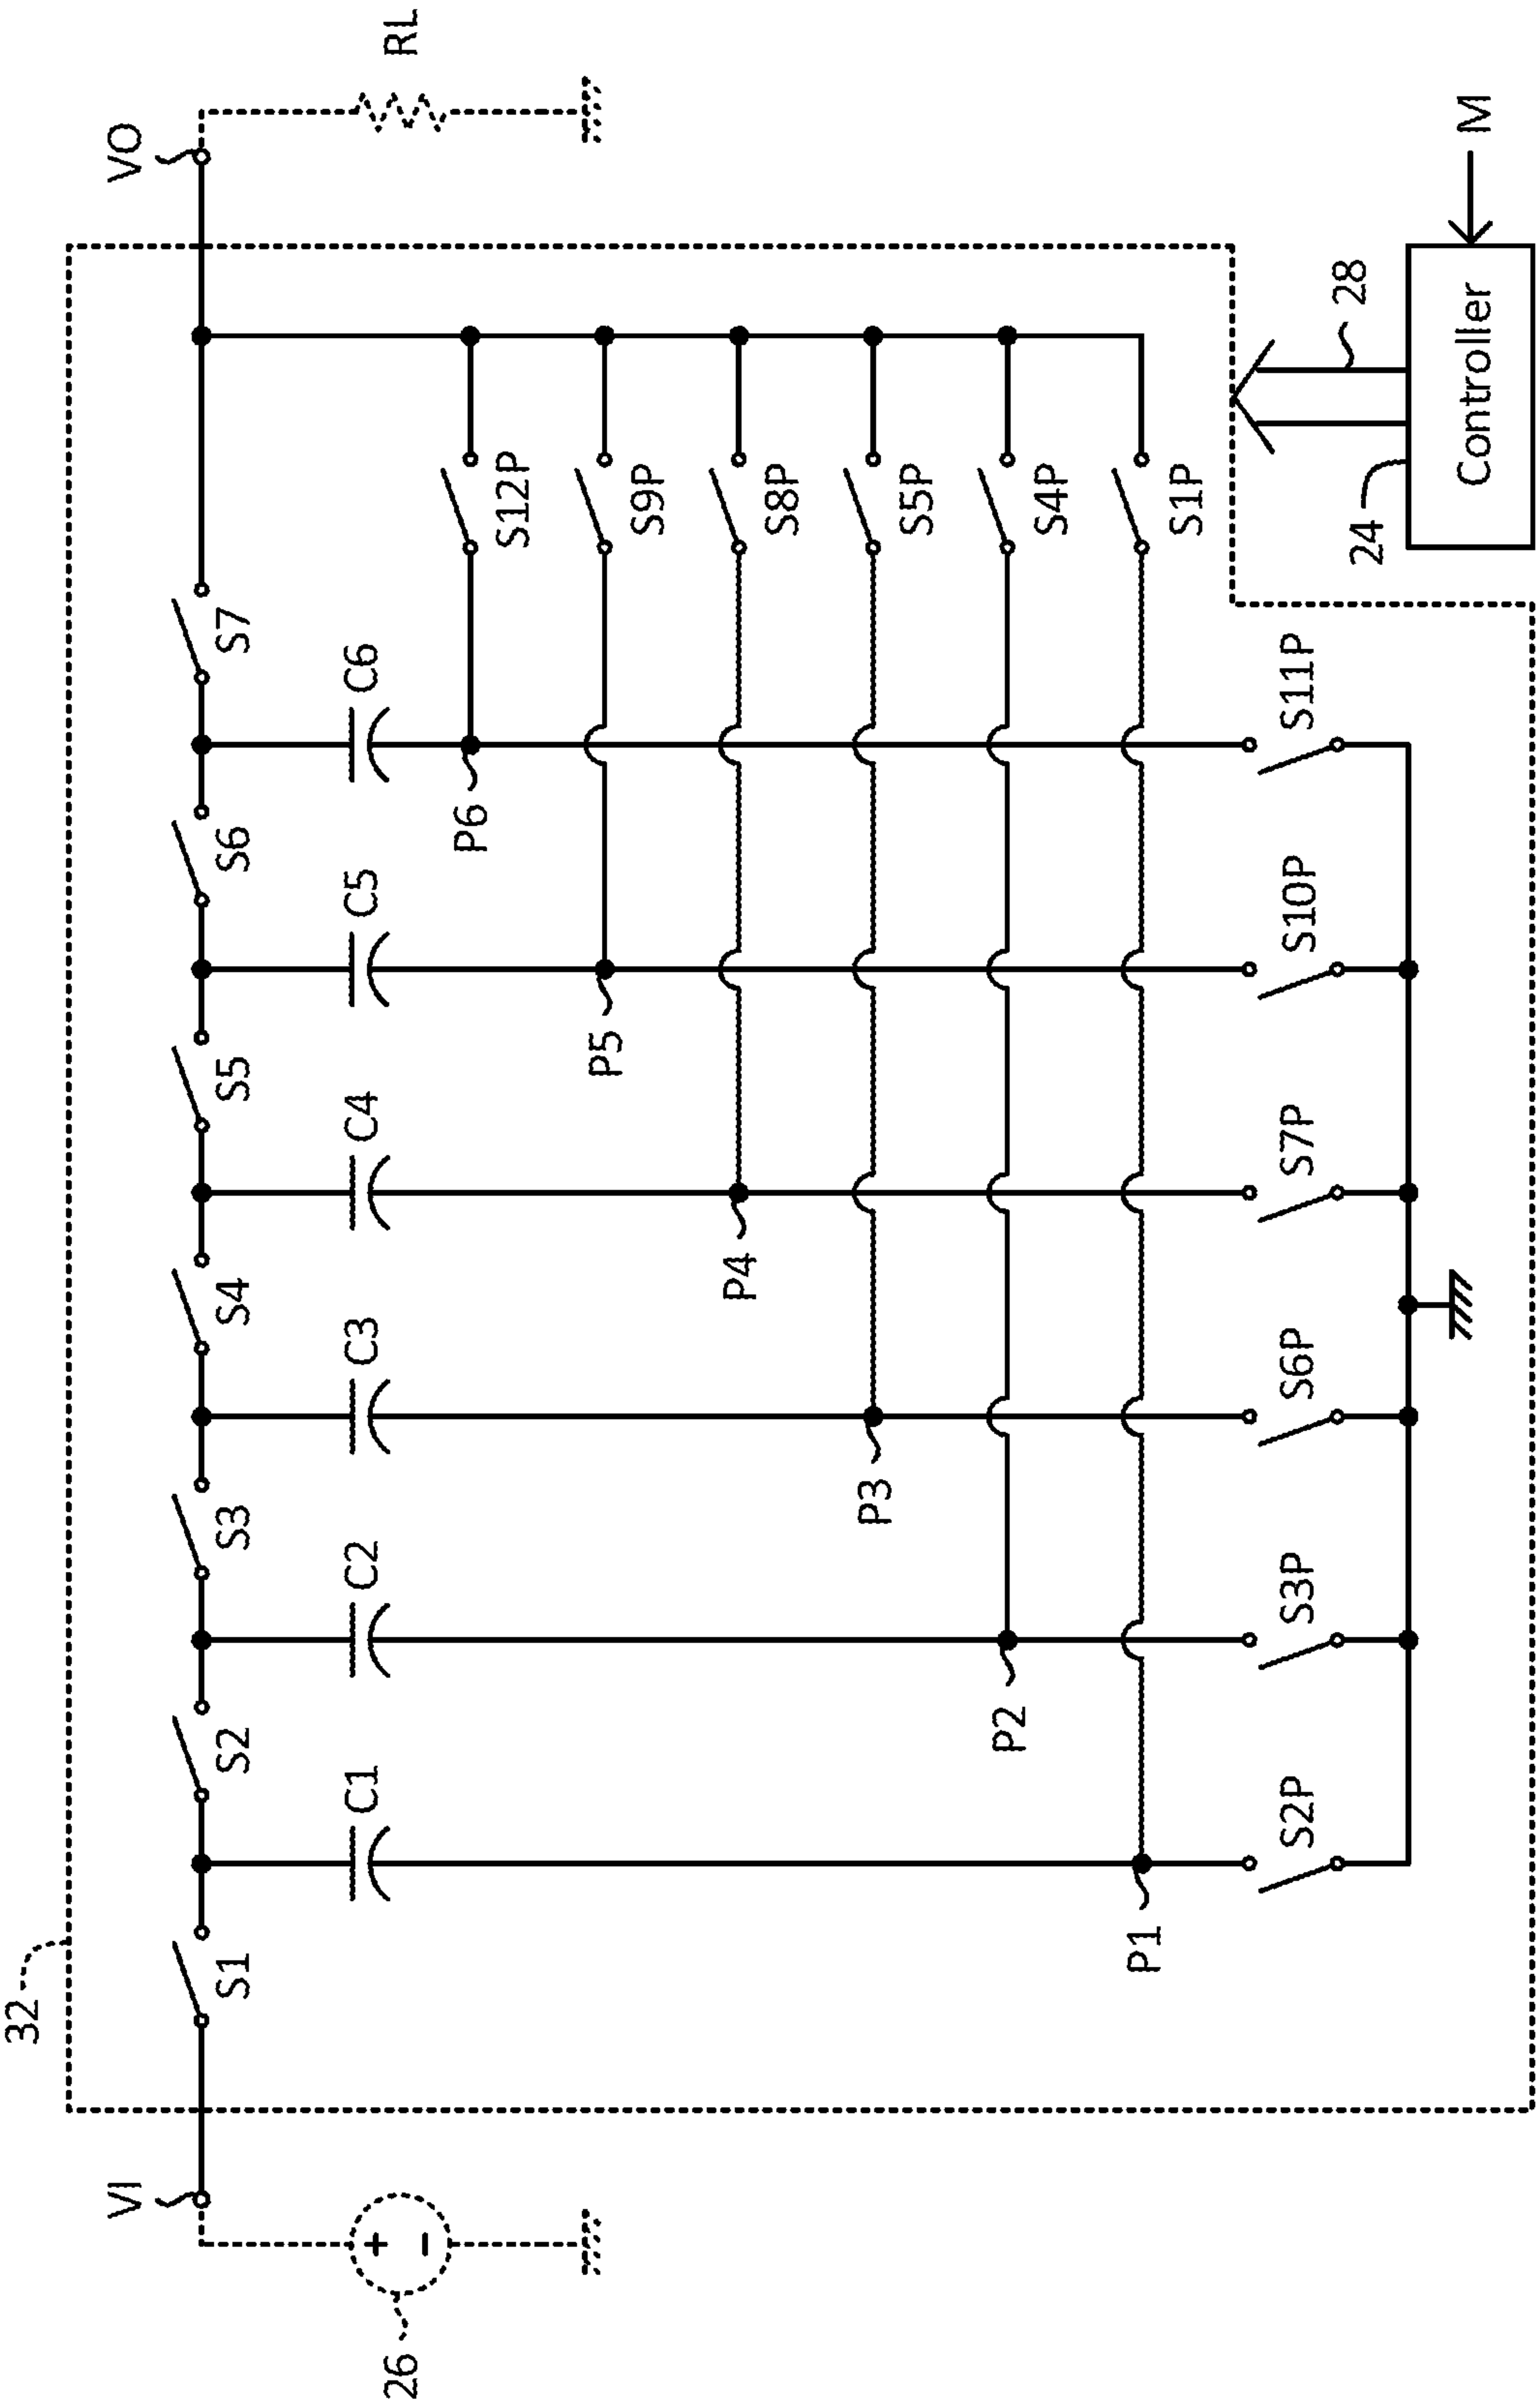 32
VI
VO
S1
S2
S3
S4
S5
S6
S7
26
C1
C2
C3
C4
C5
C6
RL
P6
S12P
P5
S9P
P4
S8P
P3
S5P
P2
S4P
P1
S1P
S2P
S3P
S6P
S7P
S10P
S11P
24
28
Controller
M